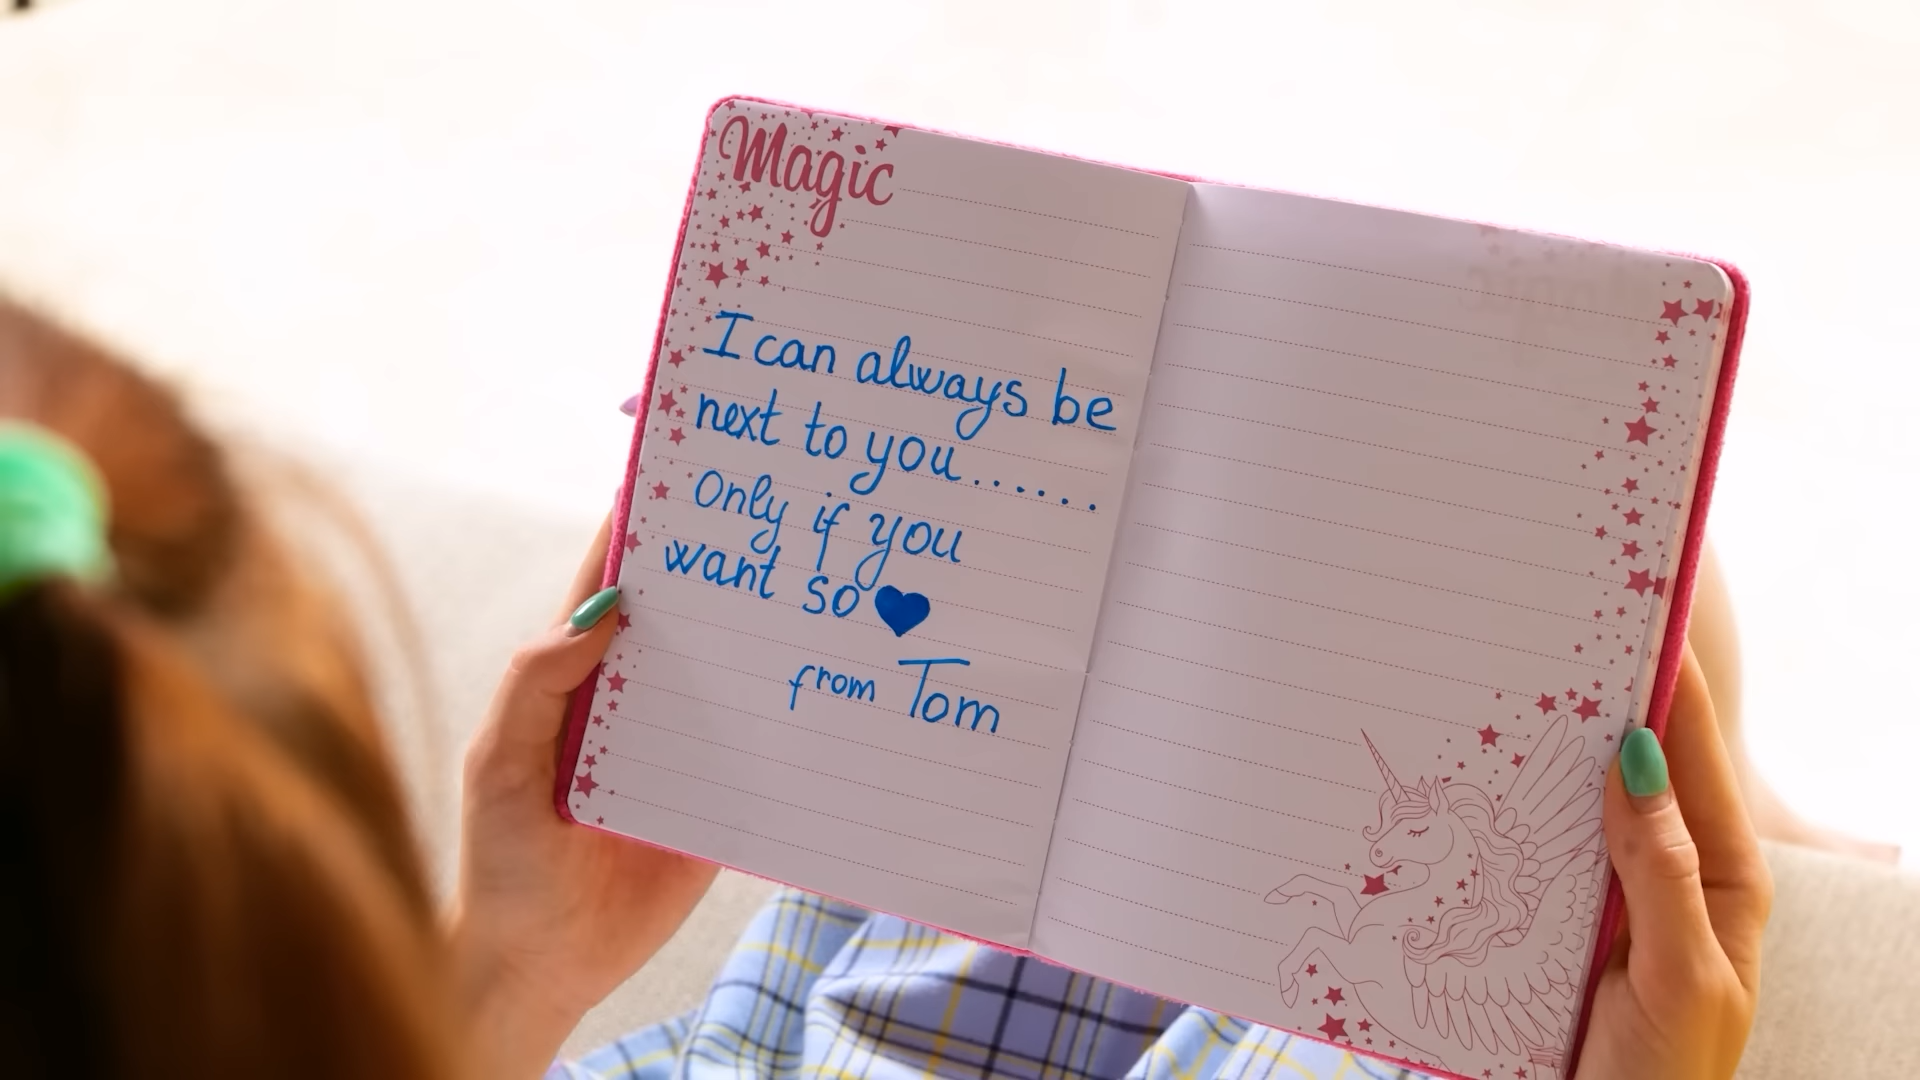 Magic
I can always be
next to you......
Only if you
want so
from Tom